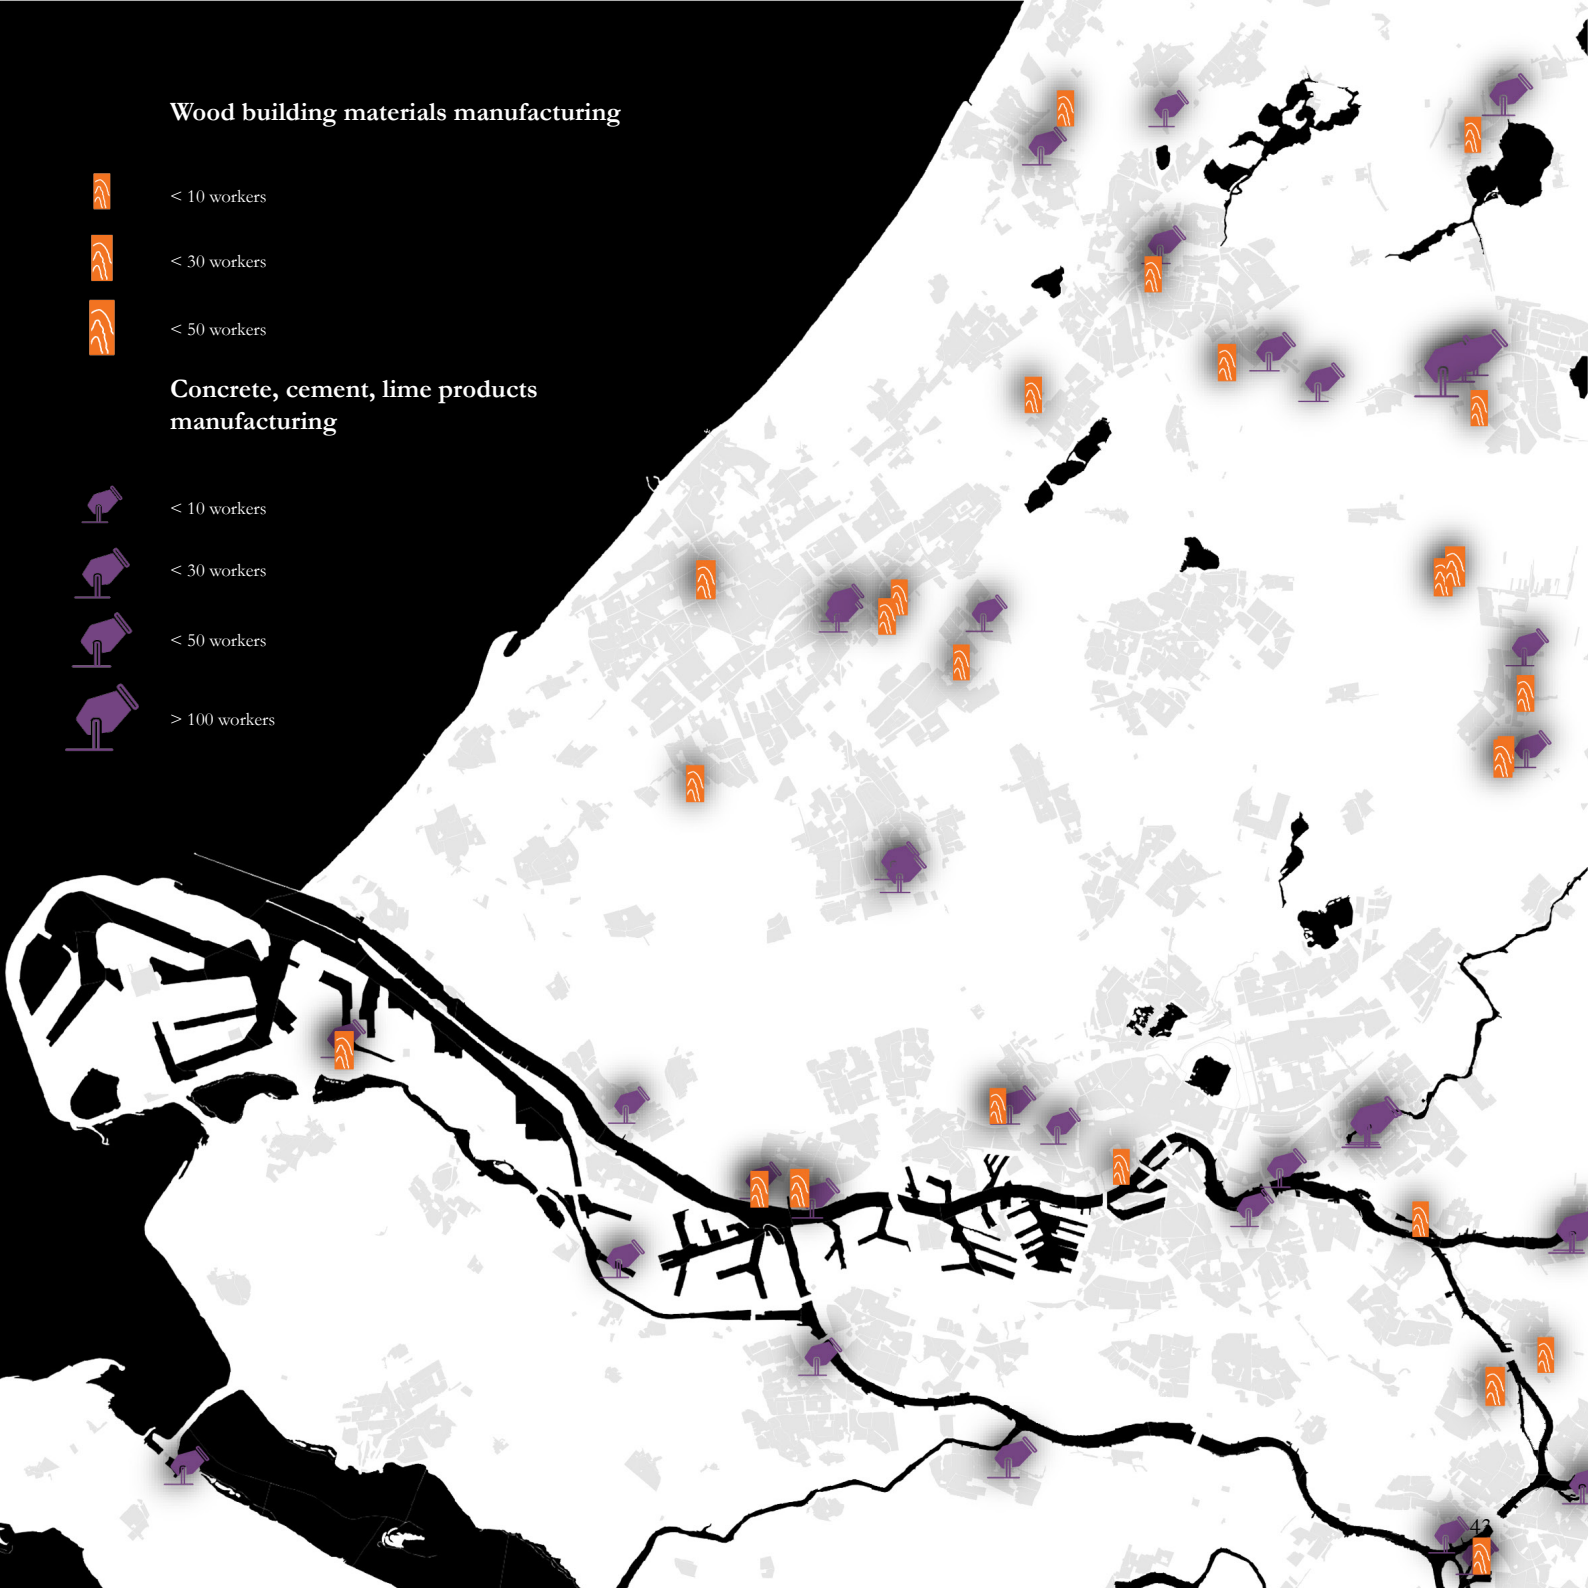 Wood building materials manufacturing
< 10 workers
< 30 workers
< 50 workers
Concrete, cement, lime products
manufacturing
< 10 workers
< 30 workers
< 50 workers
> 100 workers
43